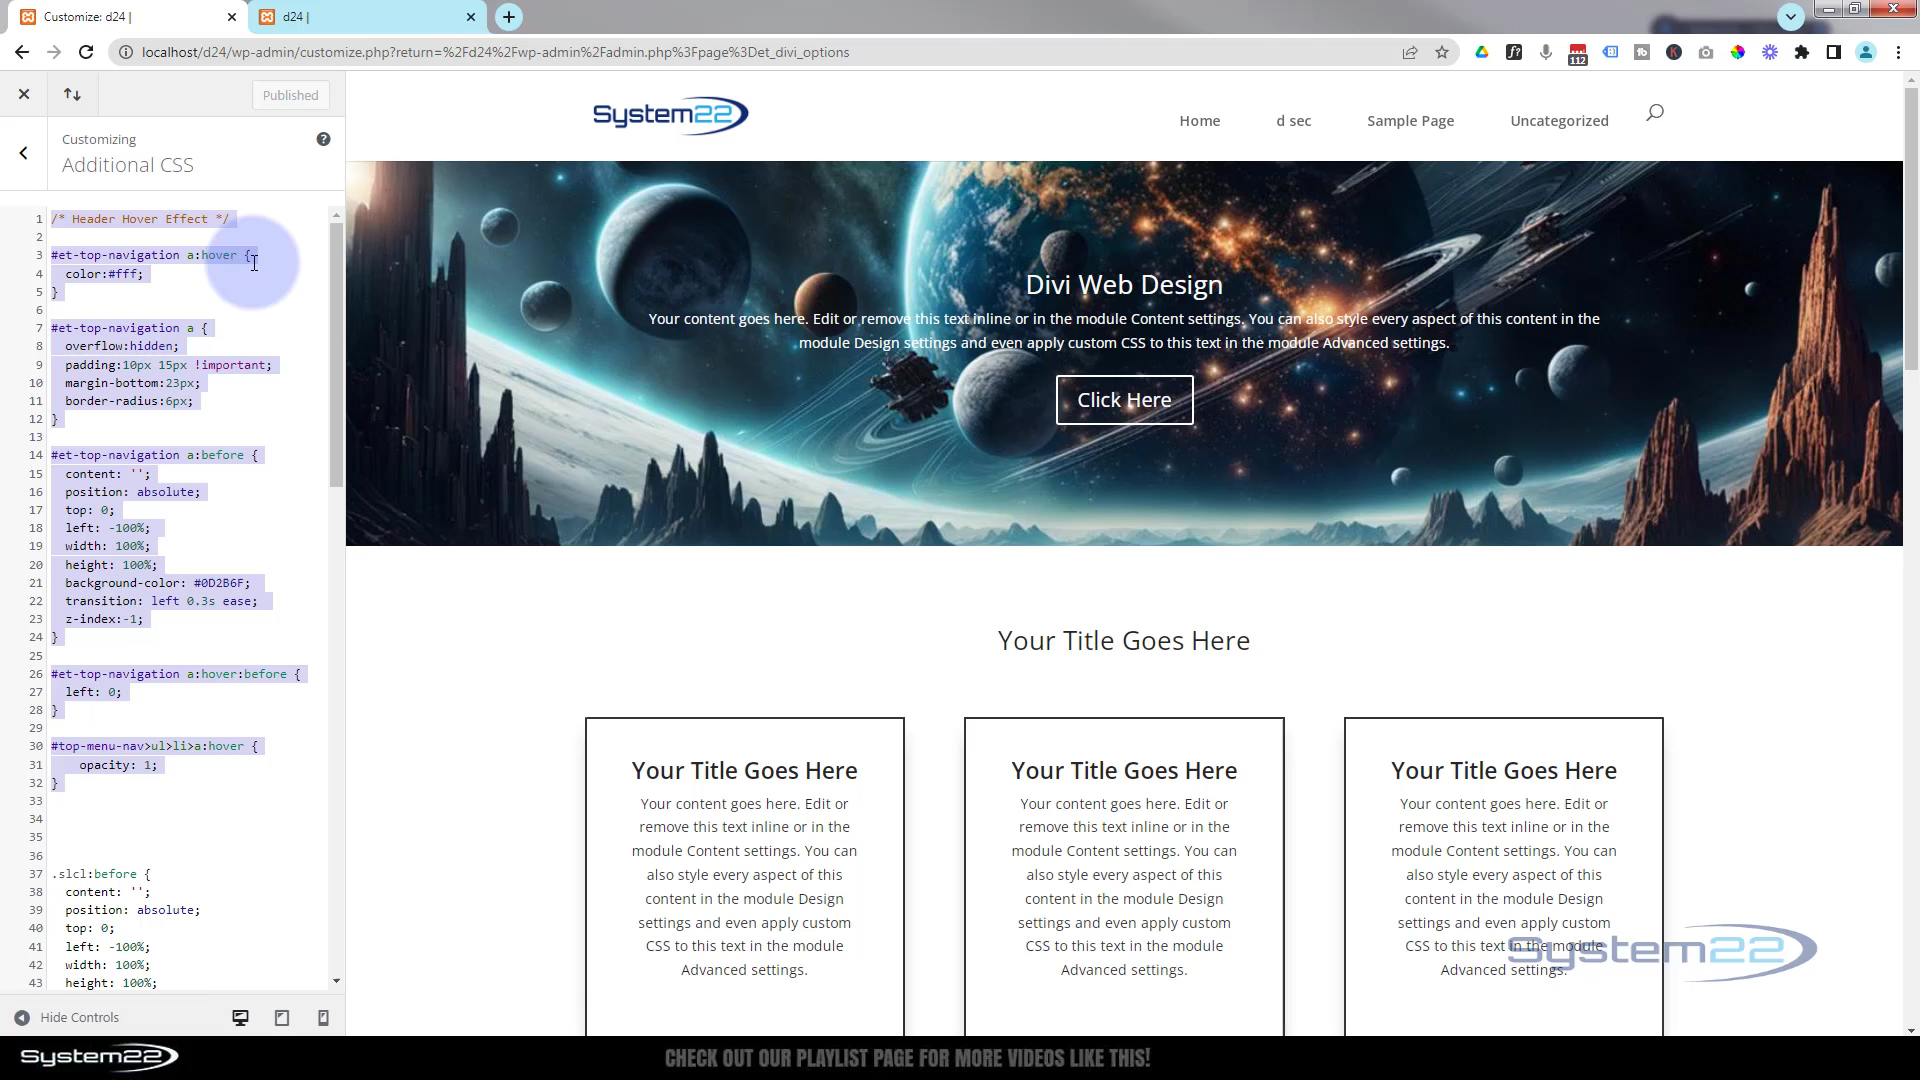 Customize: d24 |
d24 |
localhost/d24/wp-admin/customize.php?return=%2Fd24%2Fwp-admin%2Fadmin.php%3Fpage%3Det_divi_options
112
Published
Customizing
Additional CSS
1 /* Header Hover Effect */
2
3 #et-top-navigation a:hover {
4 color:#fff;
5 }
6
7 #et-top-navigation a {
8 overflow:hidden;
9 padding:10px 15px !important;
10 margin-bottom:23px;
11 border-radius:6px;
12 }
13
14 #et-top-navigation a:before {
15 content: '';
16 position: absolute;
17 top: 0;
18 left: -100%;
19 width: 100%;
20 height: 100%;
21 background-color: #0D2B6F;
22 transition: left 0.3s ease;
23 z-index:-1;
24 }
25
26 #et-top-navigation a:hover:before {
27 left: 0;
28 }
29
30 #top-menu-nav>ul>li>a:hover {
31 opacity: 1;
32 }
33
34
35
36
37 .slcl:before {
38 content: '';
39 position: absolute;
40 top: 0;
41 left: -100%;
42 width: 100%;
43 height: 100%;
Hide Controls
System22
Home d sec Sample Page Uncategorized
Divi Web Design
Your content goes here. Edit or remove this text inline or in the module Content settings. You can also style every aspect of this content in the
module Design settings and even apply custom CSS to this text in the module Advanced settings.
Click Here
Your Title Goes Here
Your Title Goes Here
Your content goes here. Edit or
remove this text inline or in the
module Content settings. You can
also style every aspect of this
content in the module Design
settings and even apply custom
CSS to this text in the module
Advanced settings.
Your Title Goes Here
Your content goes here. Edit or
remove this text inline or in the
module Content settings. You can
also style every aspect of this
content in the module Design
settings and even apply custom
CSS to this text in the module
Advanced settings.
Your Title Goes Here
Your content goes here. Edit or
remove this text inline or in the
module Content settings. You can
also style every aspect of this
content in the module Design
settings and even apply custom
CSS to this text in the module
Advanced settings.
System22
System22
CHECK OUT OUR PLAYLIST PAGE FOR MORE VIDEOS LIKE THIS!